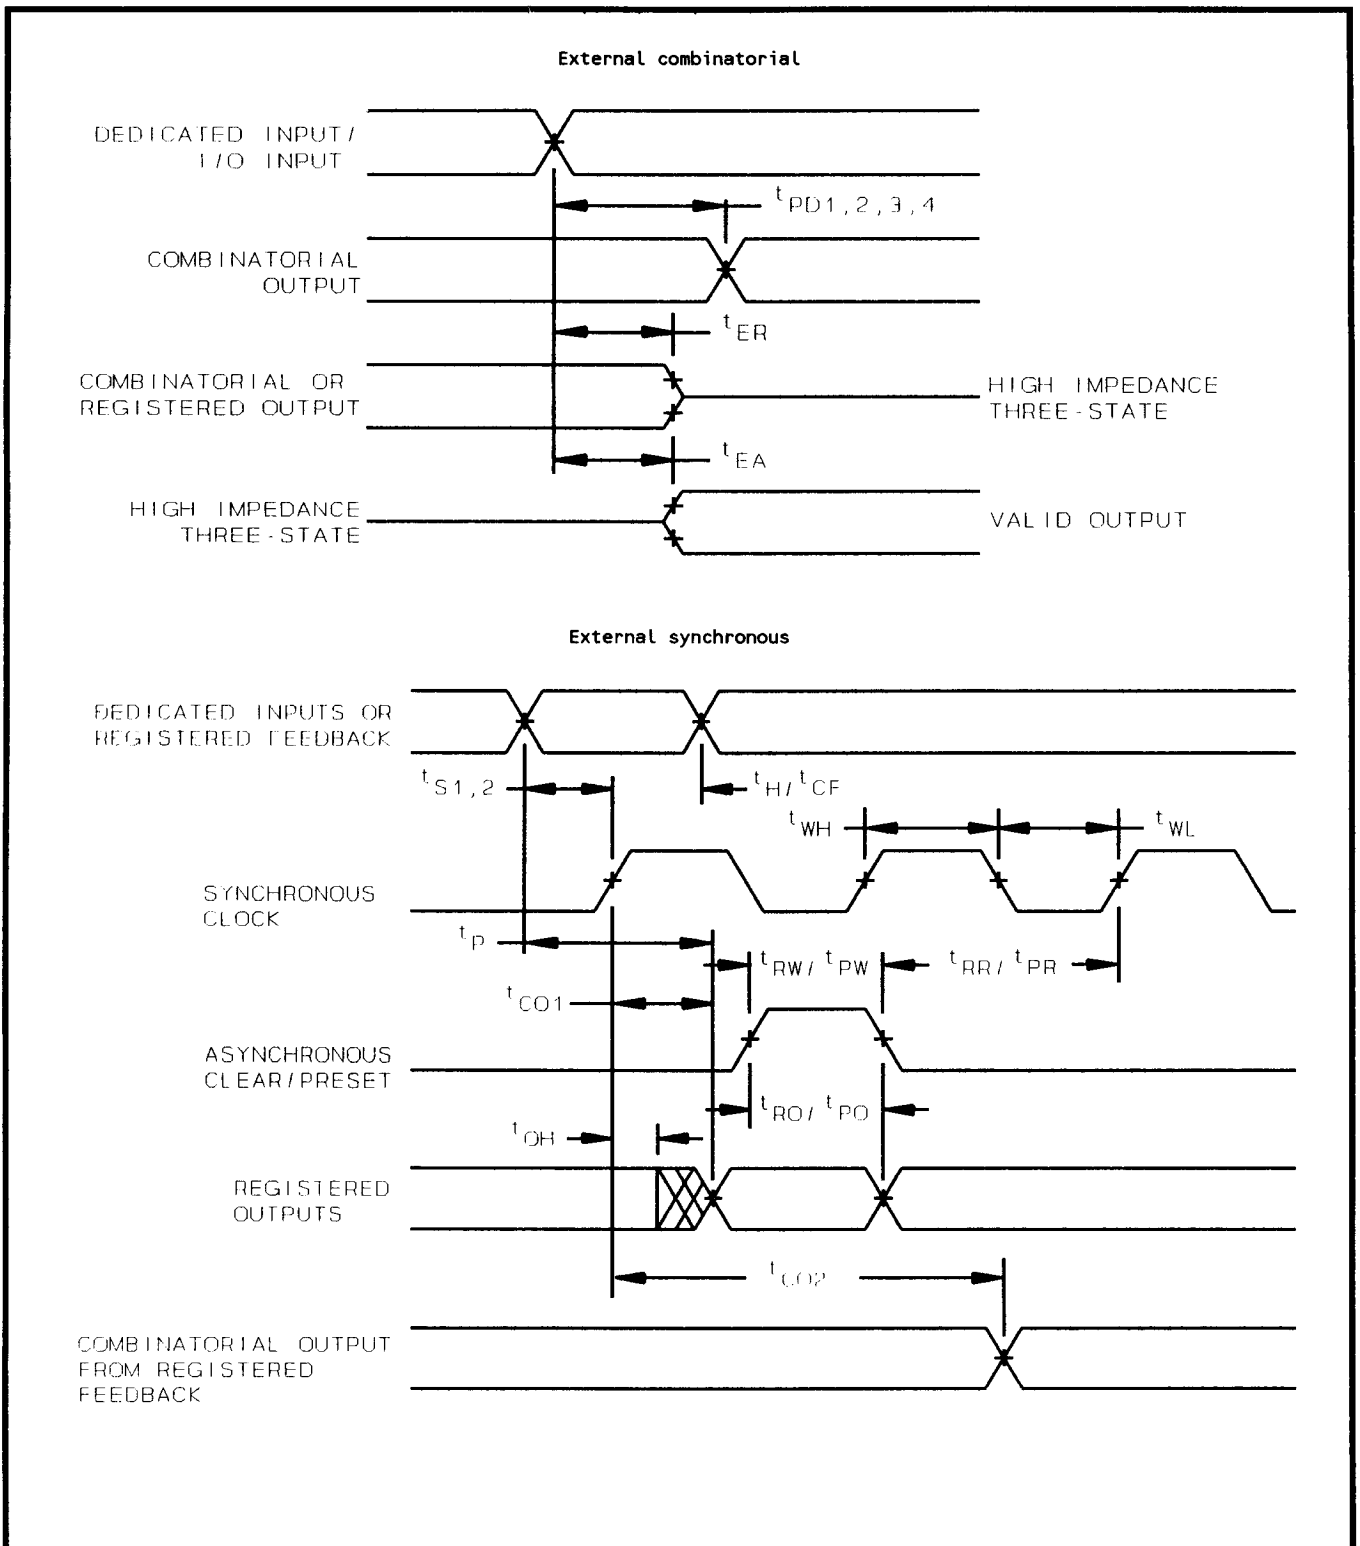 External combinatorial
DEDICATED INPUT/
I/O INPUT
tPD1,2,3,4
COMBINATORIAL
OUTPUT
tER
COMBINATORIAL OR
REGISTERED OUTPUT
HIGH IMPEDANCE
THREE-STATE
tEA
HIGH IMPEDANCE
THREE-STATE
VALID OUTPUT
External synchronous
DEDICATED INPUTS OR
REGISTERED FEEDBACK
tS1,2
tH/ tCF
tWH
tWL
SYNCHRONOUS
CLOCK
tP
tRW/ tPW
tRR/ tPR
tCO1
ASYNCHRONOUS
CLEAR/PRESET
tRO/ tPO
tOH
REGISTERED
OUTPUTS
tCO2
COMBINATORIAL OUTPUT
FROM REGISTERED
FEEDBACK